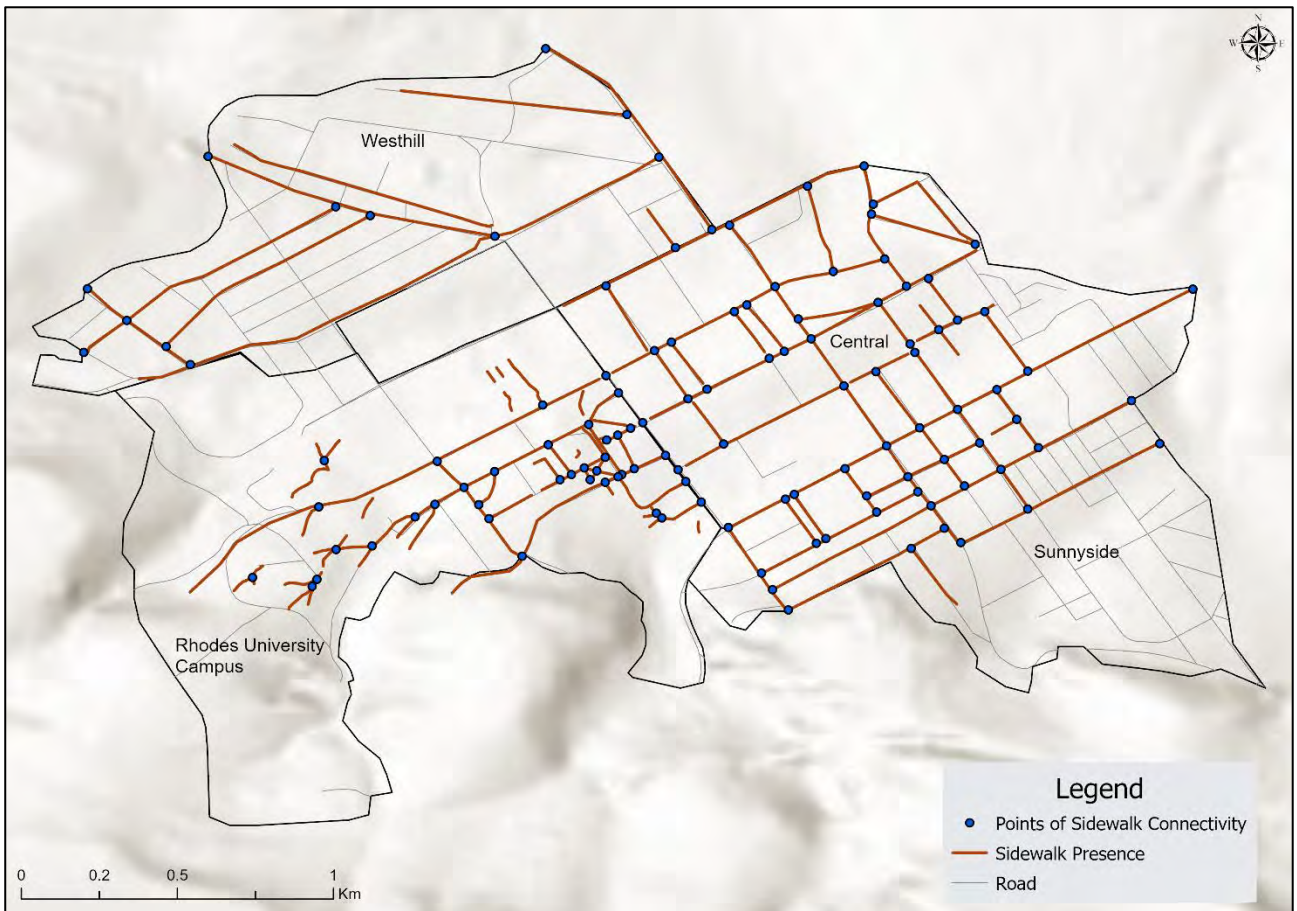 N
W E
S
Westhill
Central
Sunnyside
Rhodes University
Campus
Legend
Points of Sidewalk Connectivity
Sidewalk Presence
Road
0 0.2 0.5 1
Km